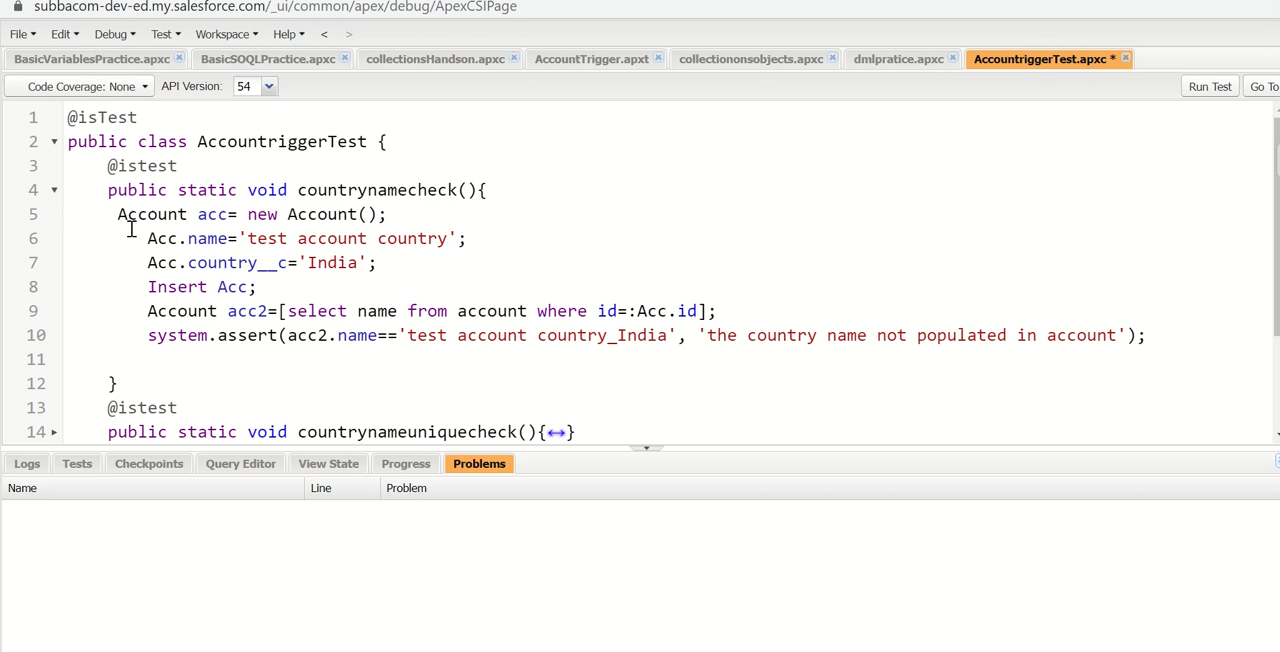 subbacom-dev-ed.my.salesforce.com/_ui/common/apex/debug/ApexCSIPage
File Edit Debug Test Workspace Help < >
BasicVariablesPractice.apxc BasicSOQLPractice.apxc collectionsHandson.apxc AccountTrigger.apxt collectiononsobjects.apxc dmlpratice.apxc AccountriggerTest.apxc *
Code Coverage: None API Version: 54 Run Test Go To
1 @isTest
2 public class AccountriggerTest {
3 @istest
4 public static void countrynamecheck(){
5 Account acc= new Account();
6 Acc.name='test account country';
7 Acc.country__c='India';
8 Insert Acc;
9 Account acc2=[select name from account where id=:Acc.id];
10 system.assert(acc2.name=='test account country_India', 'the country name not populated in account');
11
12 }
13 @istest
14 public static void countrynameuniquecheck(){↔}
Logs Tests Checkpoints Query Editor View State Progress Problems
Name Line Problem